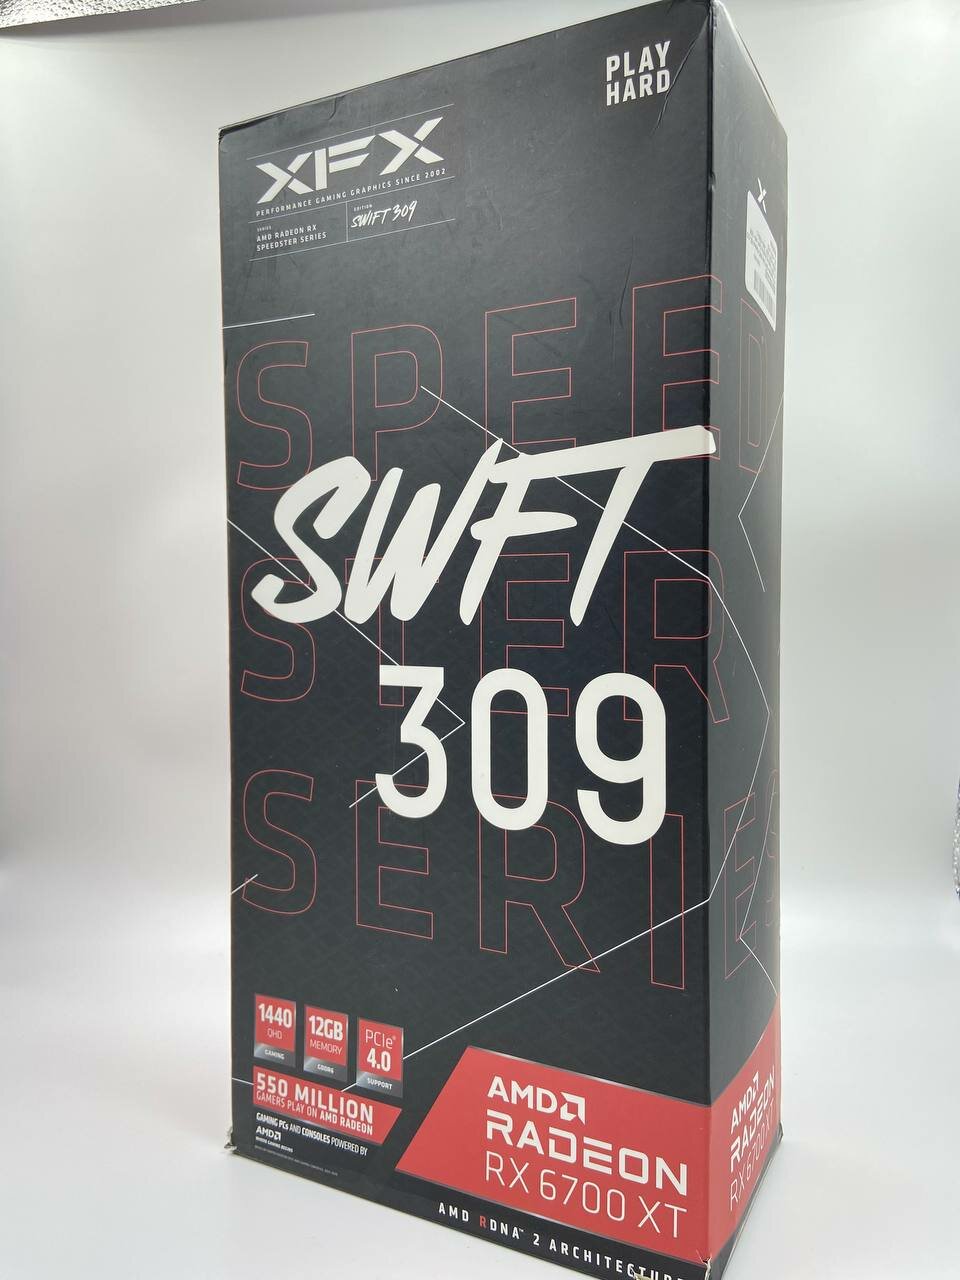 PLAY
HARD
XFX
PERFORMANCE GAMING GRAPHICS SINCE 2002
SERIES
AMD RADEON RX
SPEEDSTER SERIES
EDITION
SWIFT 309
SPEED
STER
SERIES
SWFT
309
1440
QHD
GAMING
12GB
MEMORY
GDDR6
PCIe®
4.0
SUPPORT
550 MILLION
GAMERS PLAY ON AMD RADEON
GAMING PCs AND CONSOLES POWERED BY
AMD
AMD
RADEON
RX 6700 XT
AMD RDNA™ 2 ARCHITECTURE
AMD
RADEON
RX 6700 XT